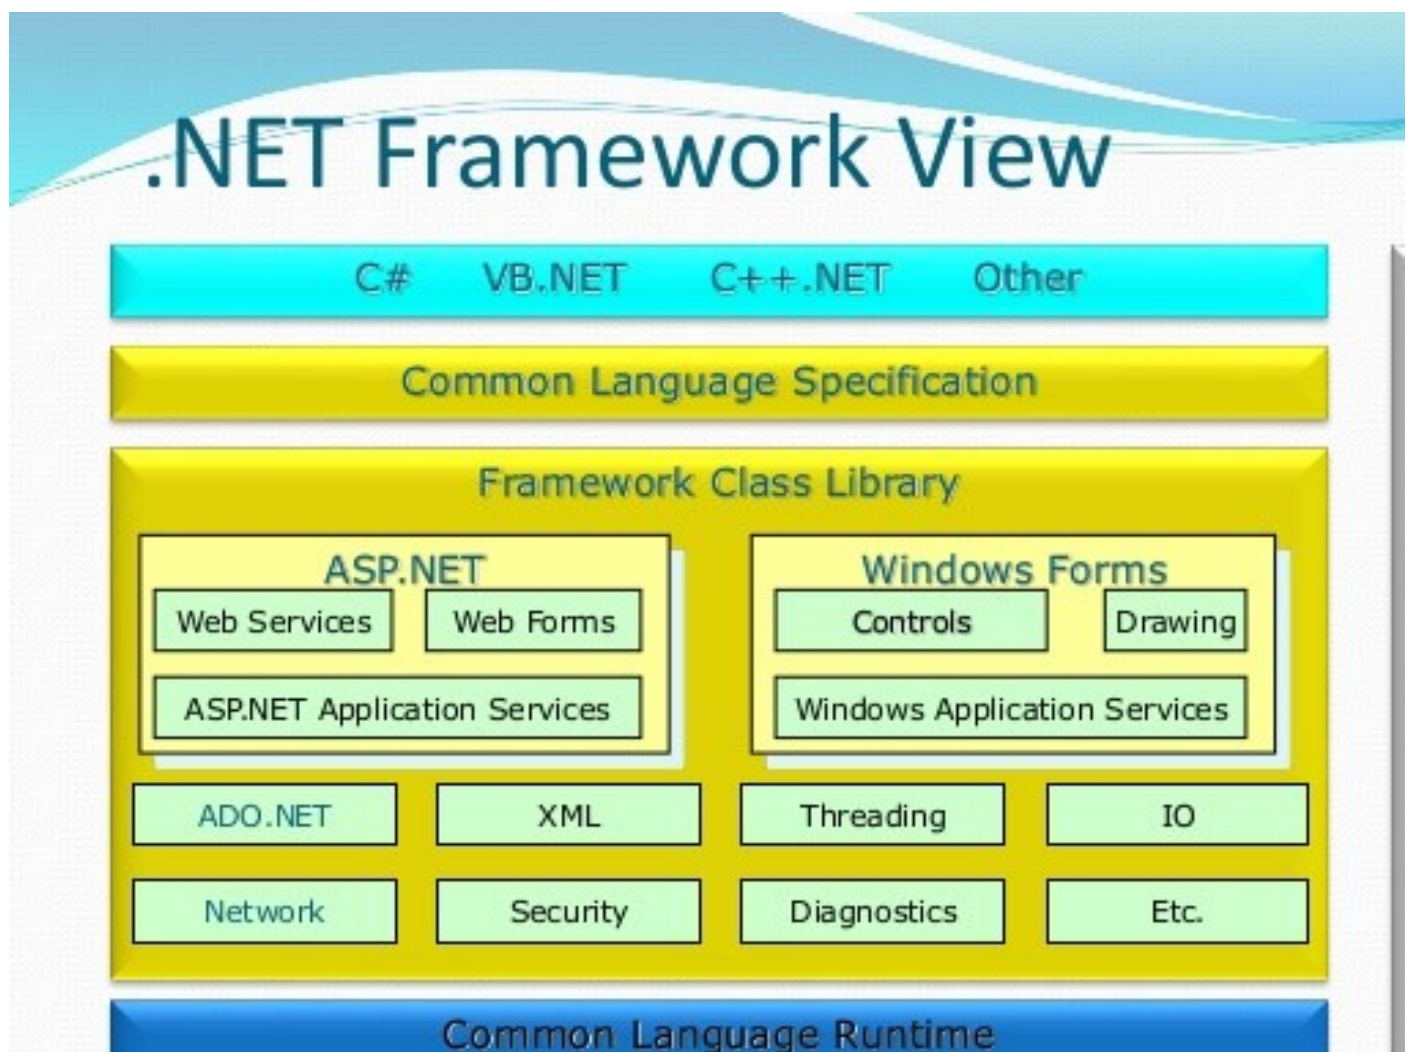 .NET Framework View
C# VB.NET C++.NET Other
Common Language Specification
Framework Class Library
ASP.NET Windows Forms
Web Services Web Forms Controls Drawing
ASP.NET Application Services Windows Application Services
ADO.NET XML Threading IO
Network Security Diagnostics Etc.
Common Language Runtime